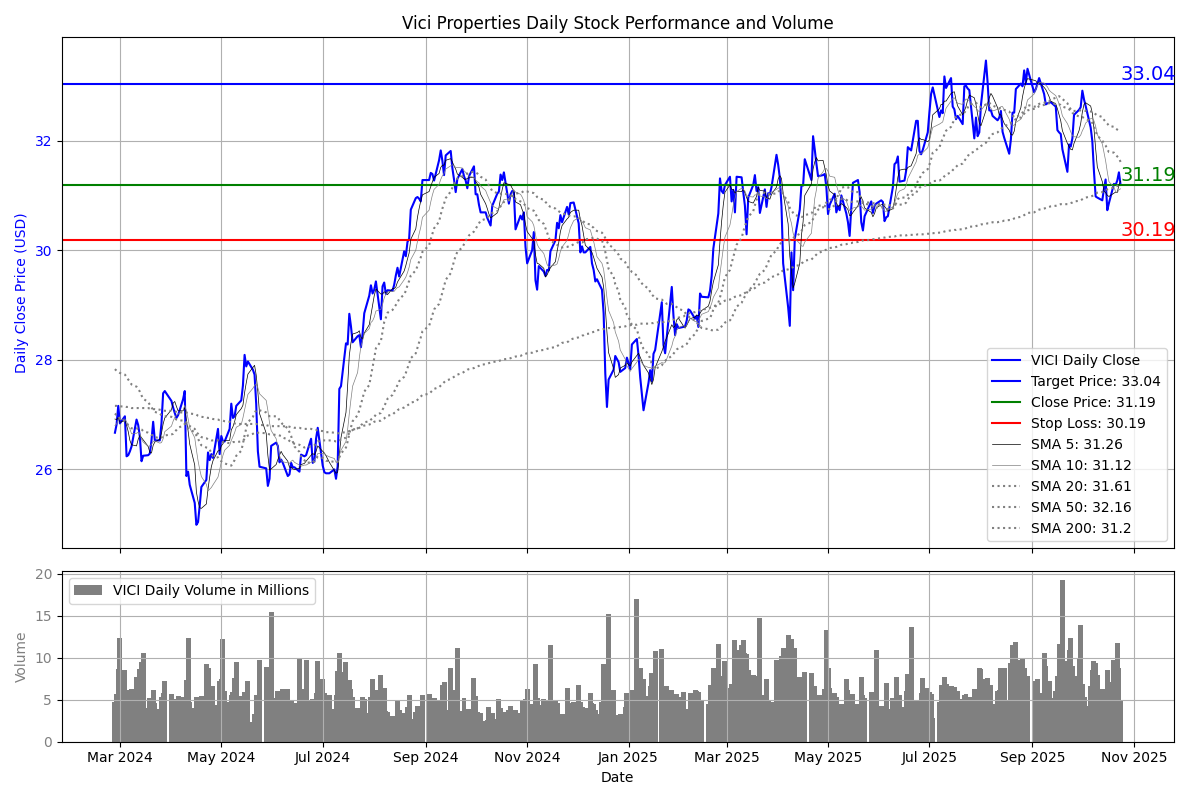 Vici Properties Daily Stock Performance and Volume
Daily Close Price (USD)
32
30
28
26
33.04
31.19
30.19
VICI Daily Close
Target Price: 33.04
Close Price: 31.19
Stop Loss: 30.19
SMA 5: 31.26
SMA 10: 31.12
SMA 20: 31.61
SMA 50: 32.16
SMA 200: 31.2
Volume
20
15
10
5
0
VICI Daily Volume in Millions
Mar 2024 May 2024 Jul 2024 Sep 2024 Nov 2024 Jan 2025 Mar 2025 May 2025 Jul 2025 Sep 2025 Nov 2025
Date